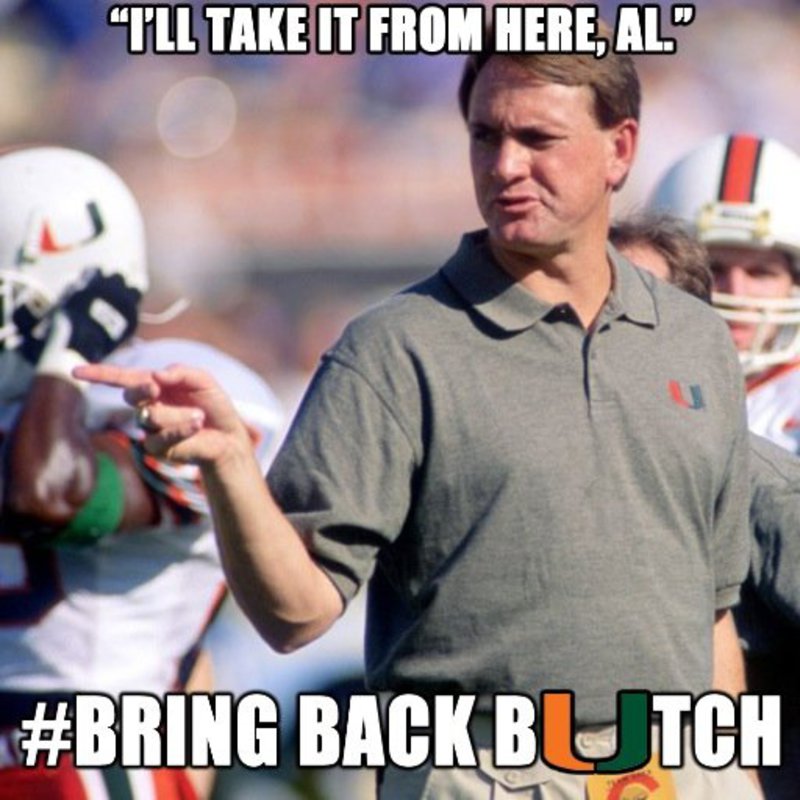 “I'LL TAKE IT FROM HERE, AL.”
#BRING BACK BUTCH